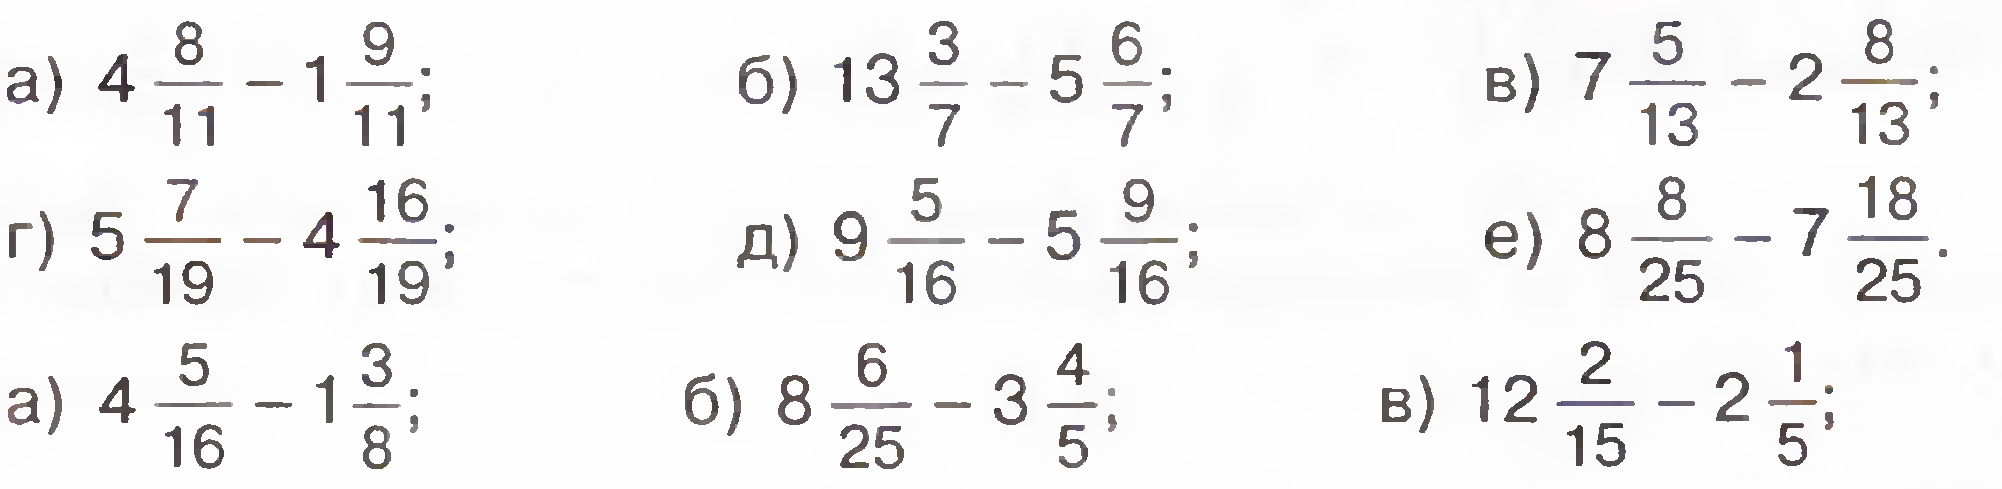 а) 4 8/11 – 1 9/11; б) 13 3/7 – 5 6/7; в) 7 5/13 – 2 8/13;
г) 5 7/19 – 4 16/19; д) 9 5/16 – 5 9/16; е) 8 8/25 – 7 18/25.
а) 4 5/16 – 1 3/8; б) 8 6/25 – 3 4/5; в) 12 2/15 – 2 1/5;